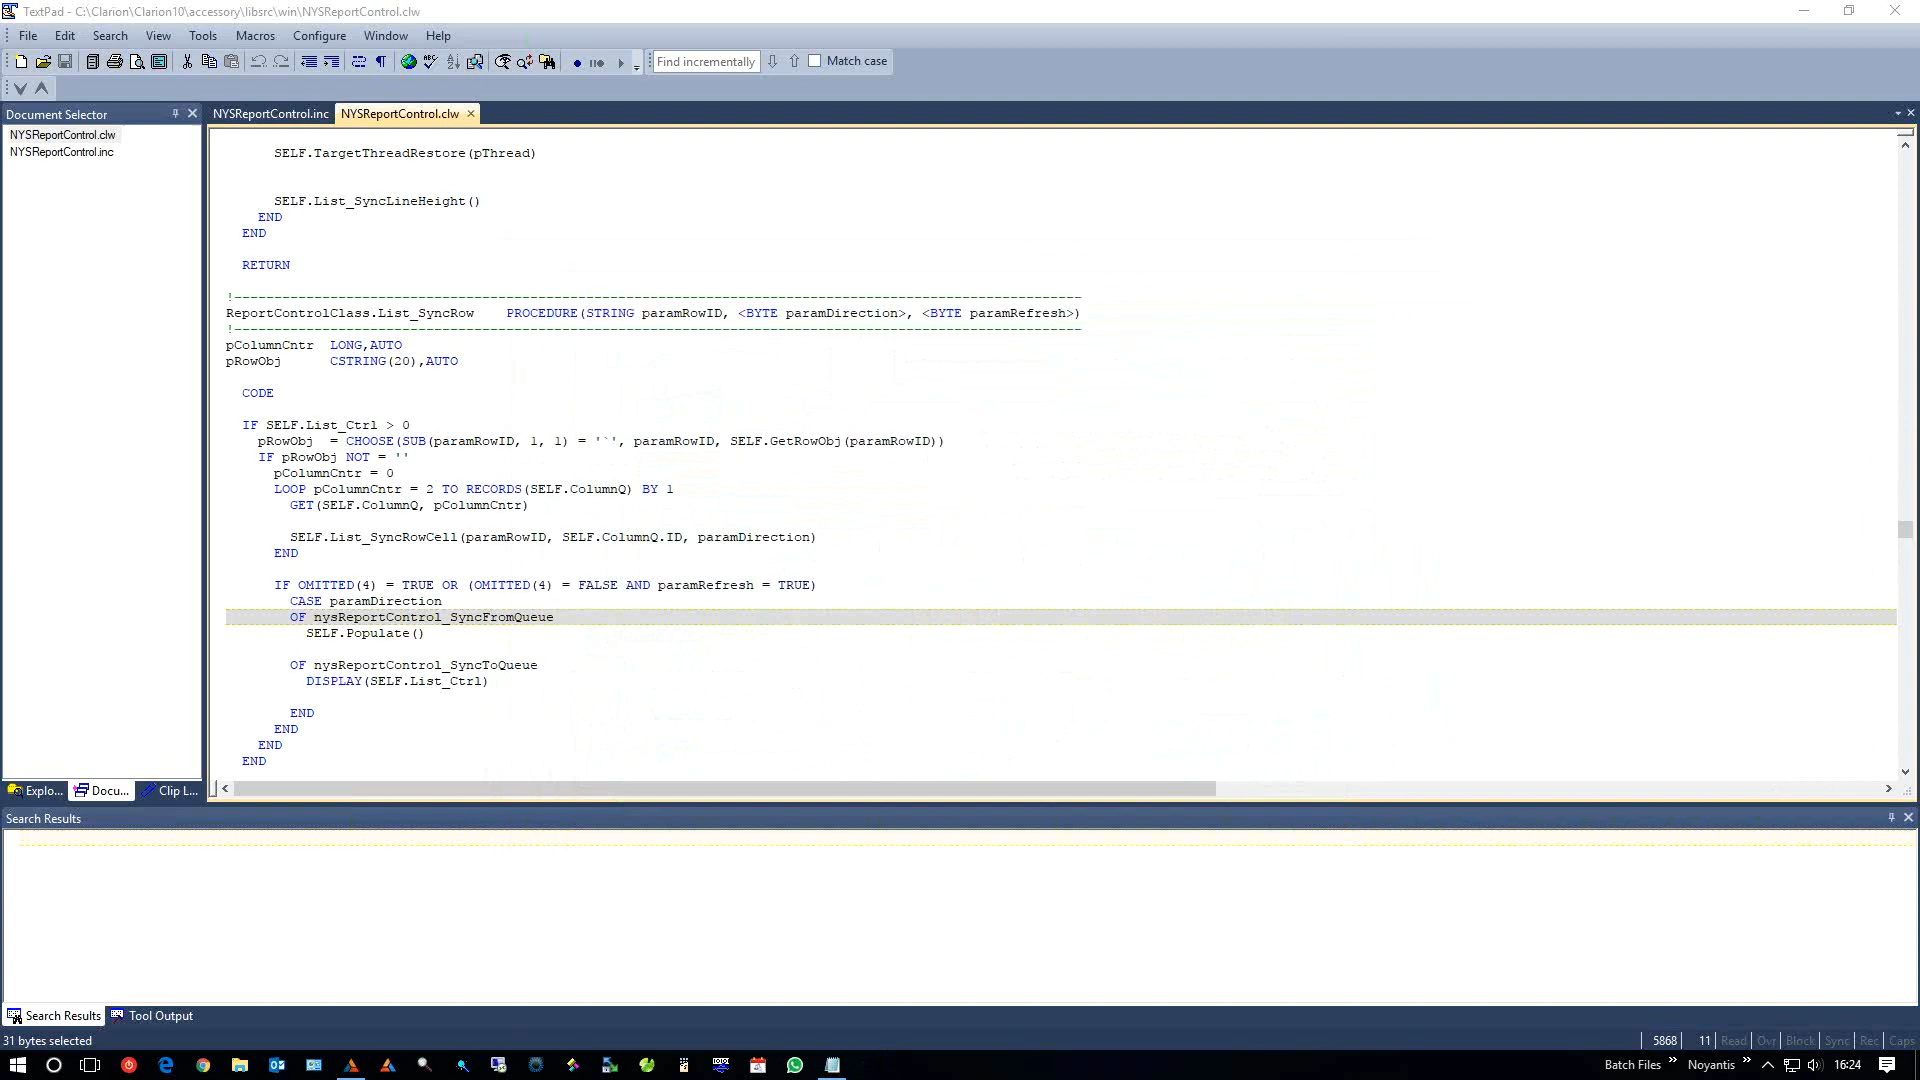 TextPad - C:\Clarion\Clarion10\accessory\libsrc\win\NYSReportControl.clw
File Edit Search View Tools Macros Configure Window Help
Find incrementally Match case
Document Selector
NYSReportControl.clw
NYSReportControl.inc
NYSReportControl.inc NYSReportControl.clw
SELF.TargetThreadRestore(pThread)
SELF.List_SyncLineHeight()
END
END
RETURN
!----------------------------------------------------------------------------------------------------------
ReportControlClass.List_SyncRow    PROCEDURE(STRING paramRowID, <BYTE paramDirection>, <BYTE paramRefresh>)
!----------------------------------------------------------------------------------------------------------
pColumnCntr  LONG,AUTO
pRowObj      CSTRING(20),AUTO
CODE
IF SELF.List_Ctrl > 0
pRowObj  = CHOOSE(SUB(paramRowID, 1, 1) = '`', paramRowID, SELF.GetRowObj(paramRowID))
IF pRowObj NOT = ''
pColumnCntr = 0
LOOP pColumnCntr = 2 TO RECORDS(SELF.ColumnQ) BY 1
GET(SELF.ColumnQ, pColumnCntr)
SELF.List_SyncRowCell(paramRowID, SELF.ColumnQ.ID, paramDirection)
END
IF OMITTED(4) = TRUE OR (OMITTED(4) = FALSE AND paramRefresh = TRUE)
CASE paramDirection
OF nysReportControl_SyncFromQueue
SELF.Populate()
OF nysReportControl_SyncToQueue
DISPLAY(SELF.List_Ctrl)
END
END
END
END
Explo... Docu... Clip L...
Search Results
Search Results Tool Output
31 bytes selected 5868 11 Read Ovr Block Sync Rec Caps
Batch Files Noyantis 16:24